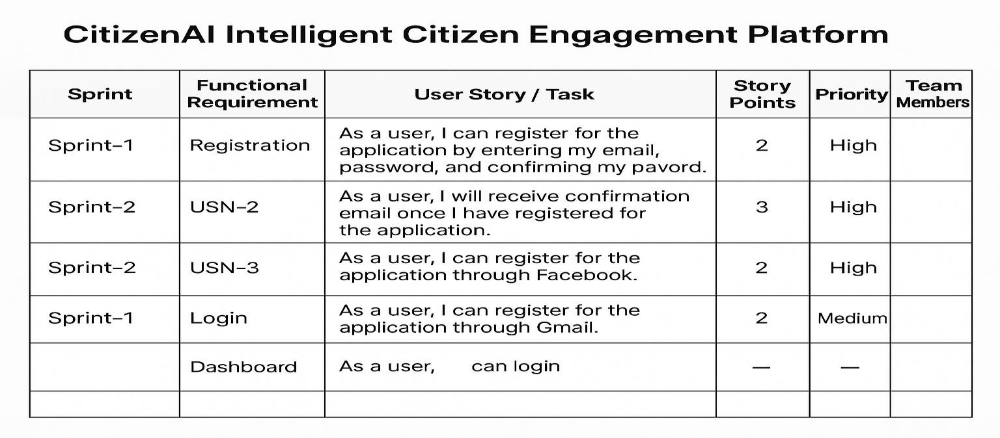 CitizenAI Intelligent Citizen Engagement Platform
Sprint
Functional
Requirement
User Story / Task
Story
Points
Priority
Team
Members
Sprint–1
Registration
As a user, I can register for the
application by entering my email,
password, and confirming my pavord.
2
High
Sprint–2
USN–2
As a user, I will receive confirmation
email once I have registered for
the application.
3
High
Sprint–2
USN–3
As a user, I can register for the
application through Facebook.
2
High
Sprint–1
Login
As a user, I can register for the
application through Gmail.
2
Medium
Dashboard
As a user, can login
—
—